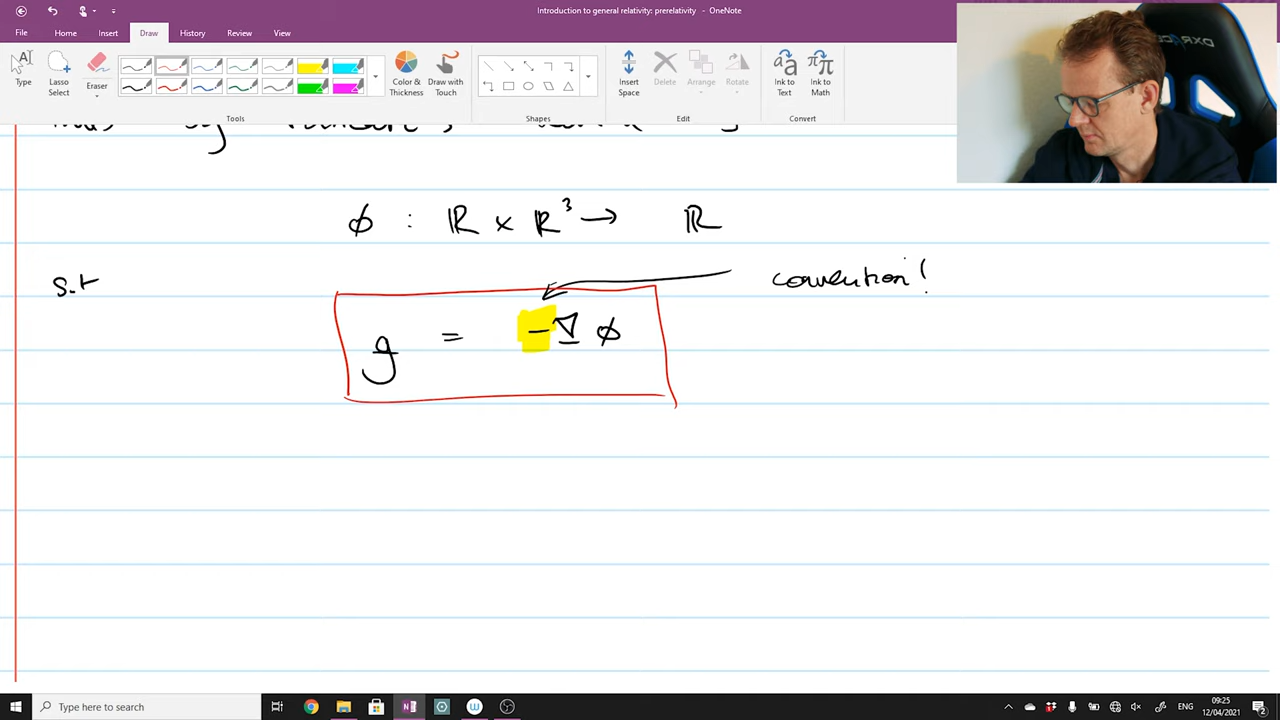 Introduction to general relativity: prerelativity - OneNote
File Home Insert Draw History Review View
Type Lasso Select Eraser Color & Thickness Draw with Touch Insert Space Delete Arrange Rotate Ink to Text Ink to Math
Tools Shapes Edit Convert
ϕ : ℝ × ℝ³ → ℝ
s.t convention!
g = -∇ ϕ
Type here to search
ENG 09:25 12/04/2021 2